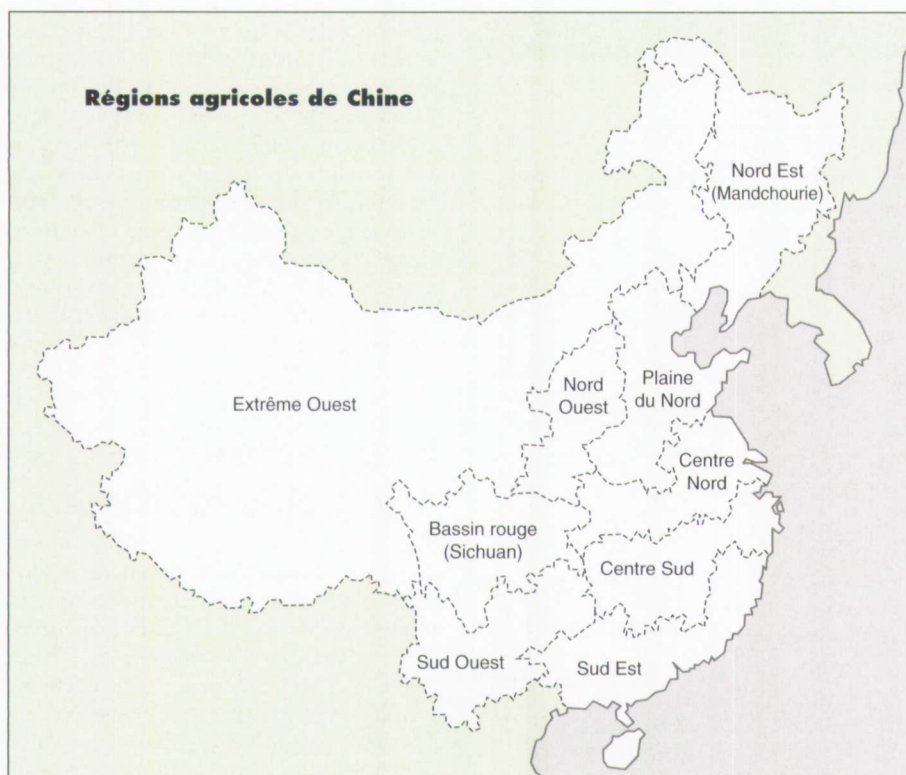 Régions agricoles de Chine
Nord Est
(Mandchourie)
Extrême Ouest
Nord
Ouest
Plaine
du Nord
Centre
Nord
Bassin rouge
(Sichuan)
Centre Sud
Sud Ouest
Sud Est